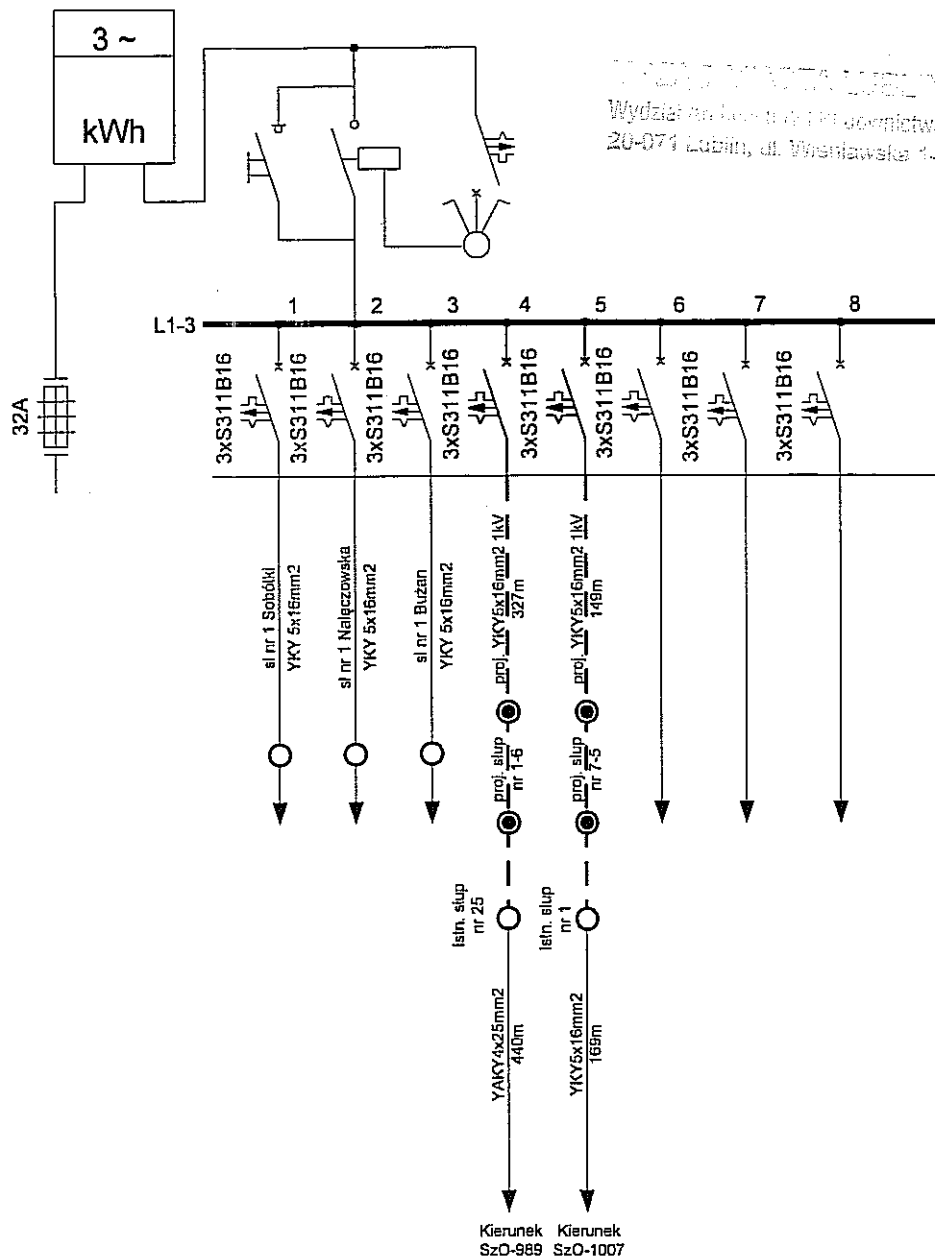 3 ~
kWh
20-071 Lublin, ul. Wieniawska 1-
1 2 3 4 5 6 7 8
L1-3
32A
3xS311B16
3xS311B16
3xS311B16
3xS311B16
3xS311B16
3xS311B16
3xS311B16
3xS311B16
sł nr 1 Sobótki
YKY 5x16mm2
sł nr 1 Nałęczowska
YKY 5x16mm2
sł nr 1 Bużan
YKY 5x16mm2
proj. YKY5x16mm2 1kV
327m
proj. YKY5x16mm2 1kV
149m
proj. słup
nr 1-6
proj. słup
nr 7-5
Istn. słup
nr 25
Istn. słup
nr 1
YAKY4x25mm2
440m
YKY5x16mm2
169m
Kierunek
SzO-989
Kierunek
SzO-1007